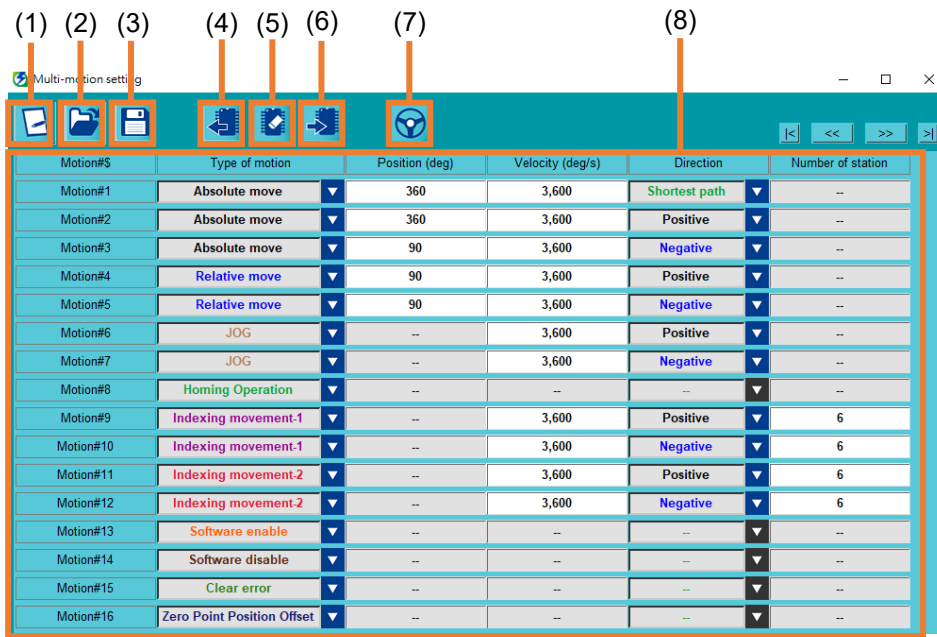 (1) (2) (3) (4) (5) (6) (7) (8)
Multi-motion setting
|< << >> >|
Motion#$ Type of motion Position (deg) Velocity (deg/s) Direction Number of station
Motion#1 Absolute move 360 3,600 Shortest path --
Motion#2 Absolute move 360 3,600 Positive --
Motion#3 Absolute move 90 3,600 Negative --
Motion#4 Relative move 90 3,600 Positive --
Motion#5 Relative move 90 3,600 Negative --
Motion#6 JOG -- 3,600 Positive --
Motion#7 JOG -- 3,600 Negative --
Motion#8 Homing Operation -- -- -- --
Motion#9 Indexing movement-1 -- 3,600 Positive 6
Motion#10 Indexing movement-1 -- 3,600 Negative 6
Motion#11 Indexing movement-2 -- 3,600 Positive 6
Motion#12 Indexing movement-2 -- 3,600 Negative 6
Motion#13 Software enable -- -- -- --
Motion#14 Software disable -- -- -- --
Motion#15 Clear error -- -- -- --
Motion#16 Zero Point Position Offset -- -- -- --